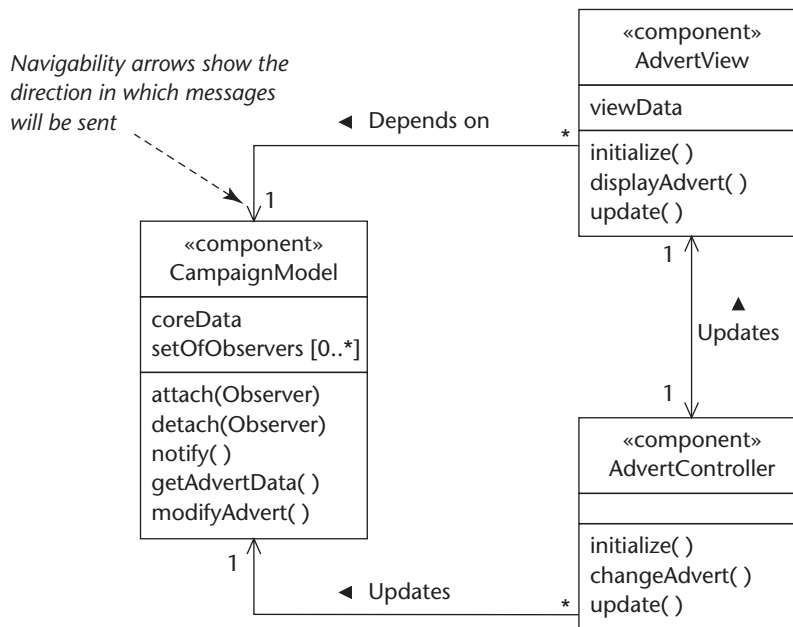 Navigability arrows show the
direction in which messages
will be sent
«component»
AdvertView
viewData
initialize( )
displayAdvert( )
update( )
◄ Depends on
*
1
«component»
CampaignModel
coreData
setOfObservers [0..*]
attach(Observer)
detach(Observer)
notify( )
getAdvertData( )
modifyAdvert( )
1
▲
Updates
1
«component»
AdvertController
initialize( )
changeAdvert( )
update( )
1
◄ Updates
*